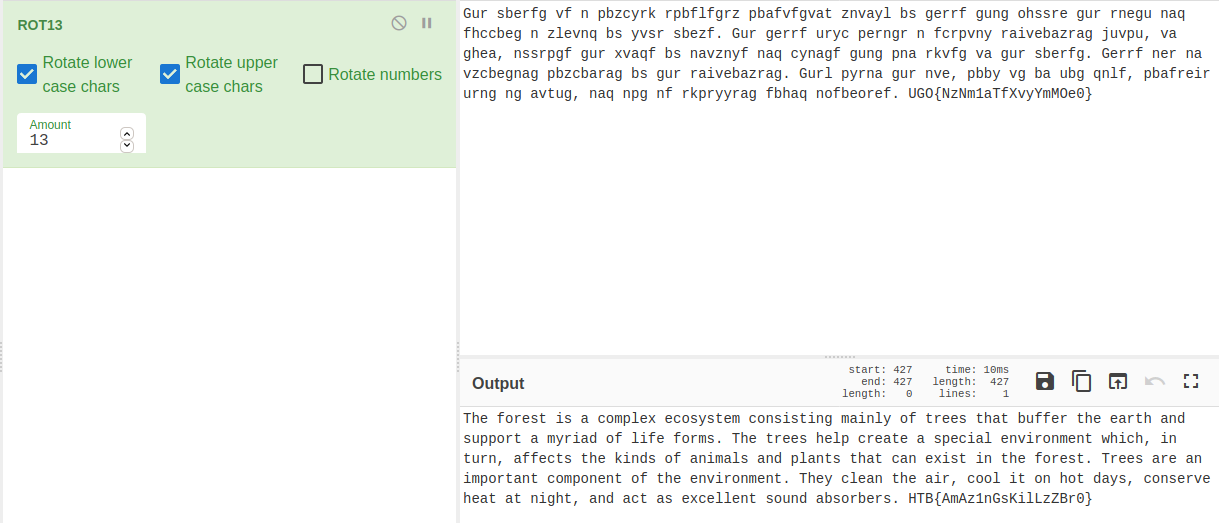 ROT13
Rotate lower case chars
Rotate upper case chars
Rotate numbers
Amount
13
Gur sberfg vf n pbzcyrk rpbflfgrz pbafvfgvat znvayl bs gerrf gung ohssre gur rnegu naq
fhccbeg n zlevnq bs yvsr sbezf. Gur gerrf uryc perngr n fcrpvny raivebazrag juvpu, va
ghea, nssrpgf gur xvaqf bs navznyf naq cynagf gung pna rkvfg va gur sberfg. Gerrf ner na
vzcbegnag pbzcbarag bs gur raivebazrag. Gurl pyrna gur nve, pbby vg ba ubg qnlf, pbafreir
urng ng avtug, naq npg nf rkpryyrag fbhaq nofbeoref. UGO{NzNm1aTfXvyYmMOe0}
Output
start: 427
end: 427
length: 0
time: 10ms
length: 427
lines: 1
The forest is a complex ecosystem consisting mainly of trees that buffer the earth and
support a myriad of life forms. The trees help create a special environment which, in
turn, affects the kinds of animals and plants that can exist in the forest. Trees are an
important component of the environment. They clean the air, cool it on hot days, conserve
heat at night, and act as excellent sound absorbers. HTB{AmAz1nGsKilLzZBr0}